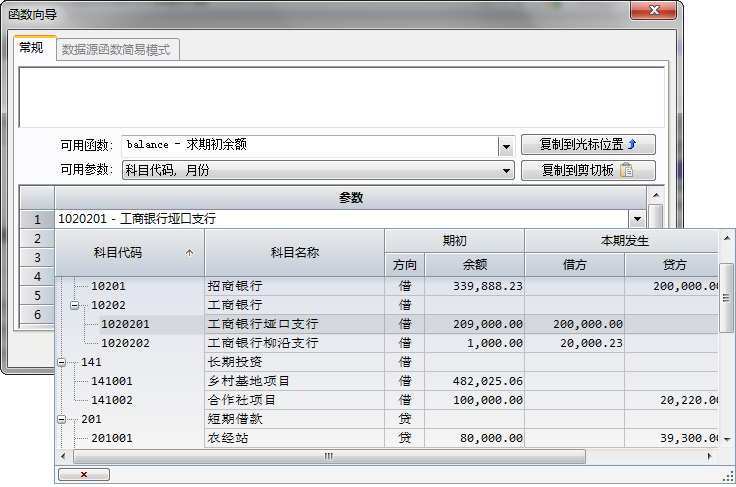 函数向导
常规 数据源函数简易模式
可用函数: balance - 求期初余额 复制到光标位置
可用参数: 科目代码, 月份 复制到剪切板
参数
1 1020201 - 工商银行垭口支行
2
3
4
5
6
科目代码 科目名称 期初 本期发生
方向 余额 借方 贷方
10201 招商银行 借 339,888.23 200,000.00
10202 工商银行 借
1020201 工商银行垭口支行 借 209,000.00 200,000.00
1020202 工商银行柳沿支行 借 1,000.00 20,000.23
141 长期投资 借
141001 乡村基地项目 借 482,025.06
141002 合作社项目 借 100,000.00 20,220.00
201 短期借款 贷
201001 农经站 贷 80,000.00 39,300.00